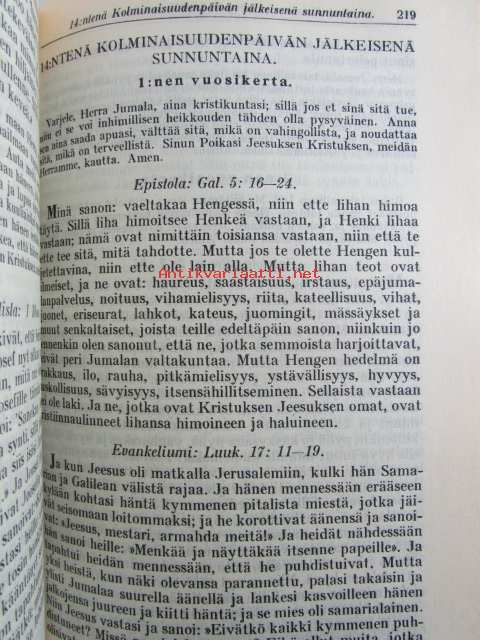 14:ntenä Kolminaisuudenpäivän jälkeisenä sunnuntaina. 219
14:NTENÄ KOLMINAISUUDENPÄIVÄN JÄLKEISENÄ
SUNNUNTAINA.
1:nen vuosikerta.
Varjele, Herra Jumala, aina kristikuntasi; sillä jos et sinä sitä tue,
niin ei se voi inhimillisen heikkouden tähden olla pysyväinen. Anna
sen aina saada apuasi, välttää sitä, mikä on vahingollista, ja noudattaa
sitä, mikä on terveellistä. Sinun Poikasi Jeesuksen Kristuksen, meidän
Herramme, kautta. Amen.
Epistola: Gal. 5: 16—24.
Minä sanon: vaeltakaa Hengessä, niin ette lihan himoa
täytä. Sillä liha himoitsee Henkeä vastaan, ja Henki lihaa
vastaan; nämä ovat nimittäin toisiansa vastaan, niin että te
ette tee sitä, mitä tahdotte. Mutta jos te olette Hengen kul-
jetettavina, niin ette ole lain alla. Mutta lihan teot ovat
ilmeiset, ja ne ovat: haureus, saastaisuus, irstaus, epäjuma-
lanpalvelus, noituus, vihamielisyys, riita, kateellisuus, vihat,
juonet, eriseurat, lahkot, kateus, juomingit, mässäykset ja
muut senkaltaiset, joista teille edeltäpäin sanon, niinkuin jo
ennenkin olen sanonut, että ne, jotka semmoista harjoittavat,
eivät peri Jumalan valtakuntaa. Mutta Hengen hedelmä on
rakkaus, ilo, rauha, pitkämielisyys, ystävällisyys, hyvyys,
uskollisuus, sävyisyys, itsensähillitseminen. Sellaista vastaan
ei ole laki. Ja ne, jotka ovat Kristuksen Jeesuksen omat, ovat
ristiinnaulinneet lihansa himoineen ja haluineen.
Evankeliumi: Luuk. 17: 11—19.
Ja kun Jeesus oli matkalla Jerusalemiin, kulki hän Sama-
rian ja Galilean välistä rajaa. Ja hänen mennessään erääseen
kylään kohtasi häntä kymmenen pitalista miestä, jotka jäi-
vät seisomaan loitommaksi; ja he korottivat äänensä ja sanoi-
vat: »Jeesus, mestari, armahda meitä!» Ja heidät nähdessään
hän sanoi heille: »Menkää ja näyttäkää itsenne papeille». Ja
tapahtui heidän mennessään, että he puhdistuivat. Mutta
yksi heistä, kun näki olevansa parannettu, palasi takaisin ja
ylisti Jumalaa suurella äänellä ja lankesi kasvoilleen hänen
jalkojensa juureen ja kiitti häntä; ja se mies oli samarialainen.
Niin Jeesus vastasi ja sanoi: »Eivätkö kaikki kymmenen puh-
distuneet?
Antikvariaatti.net